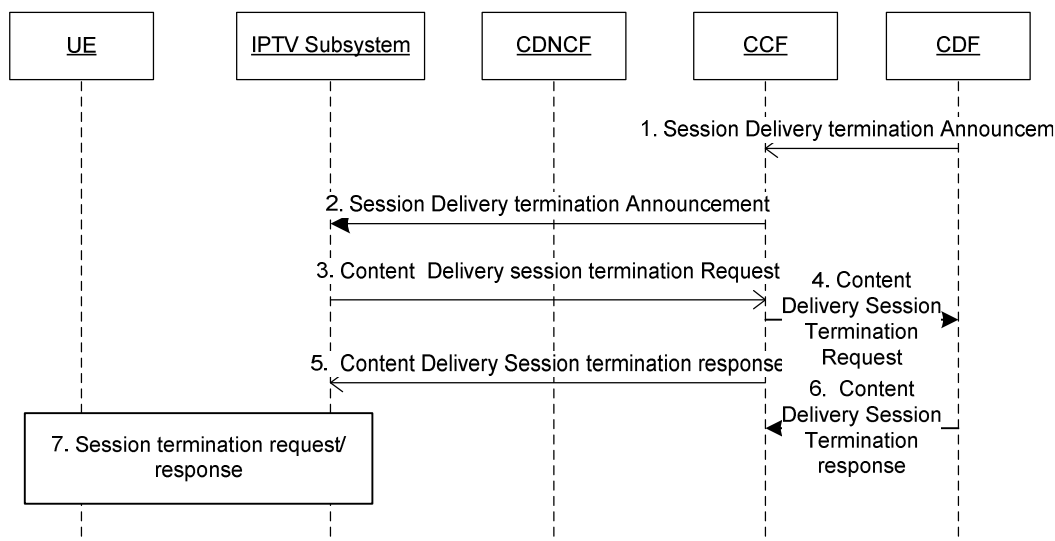 UE
IPTV Subsystem
CDNCF
CCF
CDF
1. Session Delivery termination Announcem
2. Session Delivery termination Announcement
3. Content  Delivery session termination Request
4. Content
Delivery Session
Termination
Request
5.  Content Delivery Session termination response
6.  Content
Delivery Session
Termination
response
7. Session termination request/
response